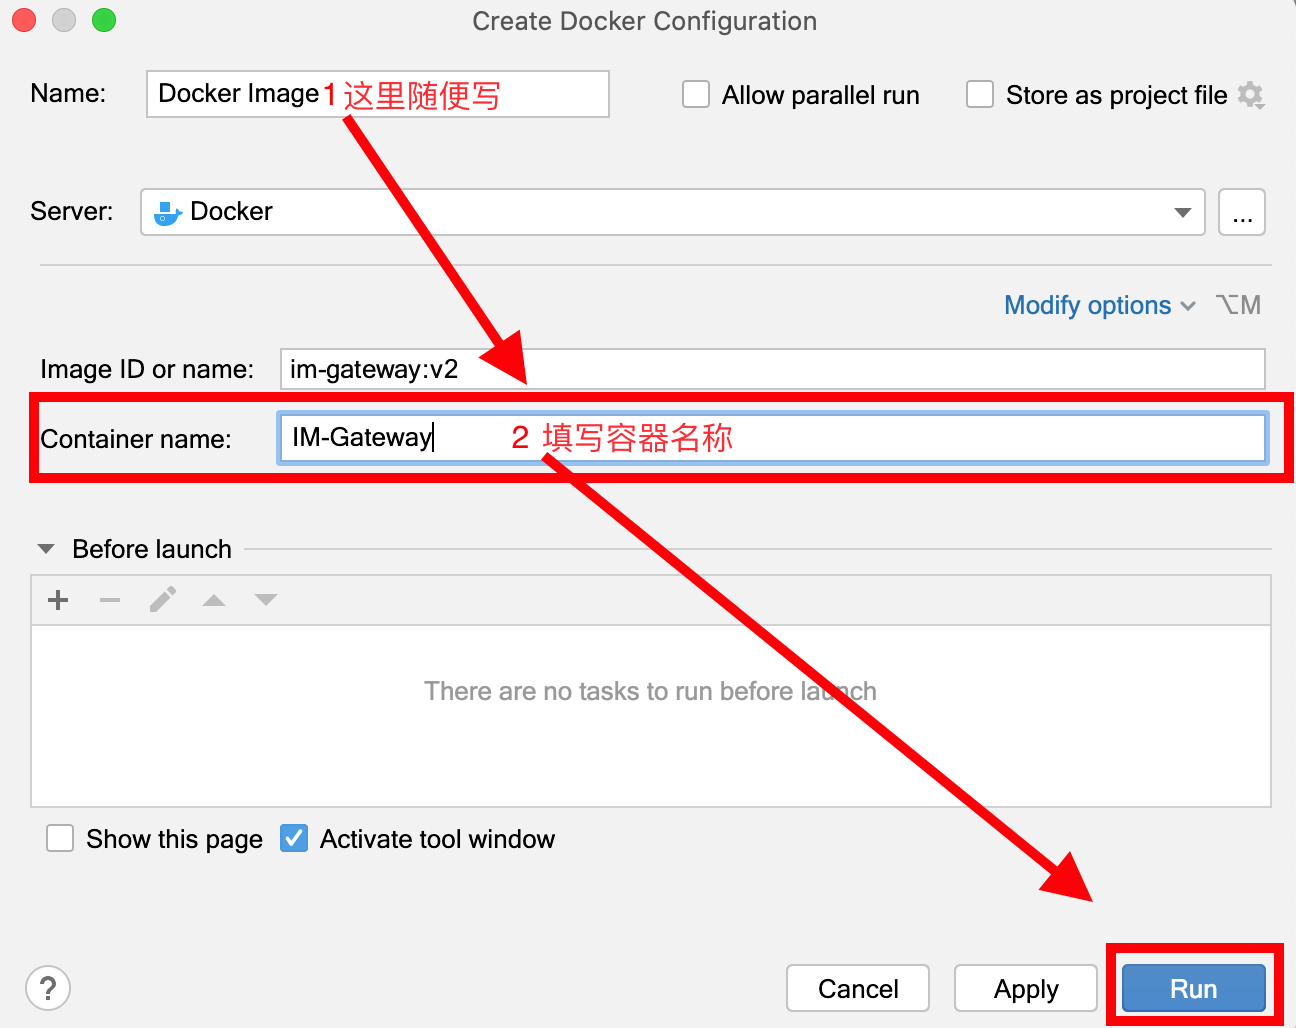 Create Docker Configuration
Name: Docker Image 1 这里随便写 Allow parallel run Store as project file
Server: Docker ...
Modify options ⌥M
Image ID or name: im-gateway:v2
Container name: IM-Gateway 2 填写容器名称
Before launch
There are no tasks to run before launch
Show this page Activate tool window
? Cancel Apply Run